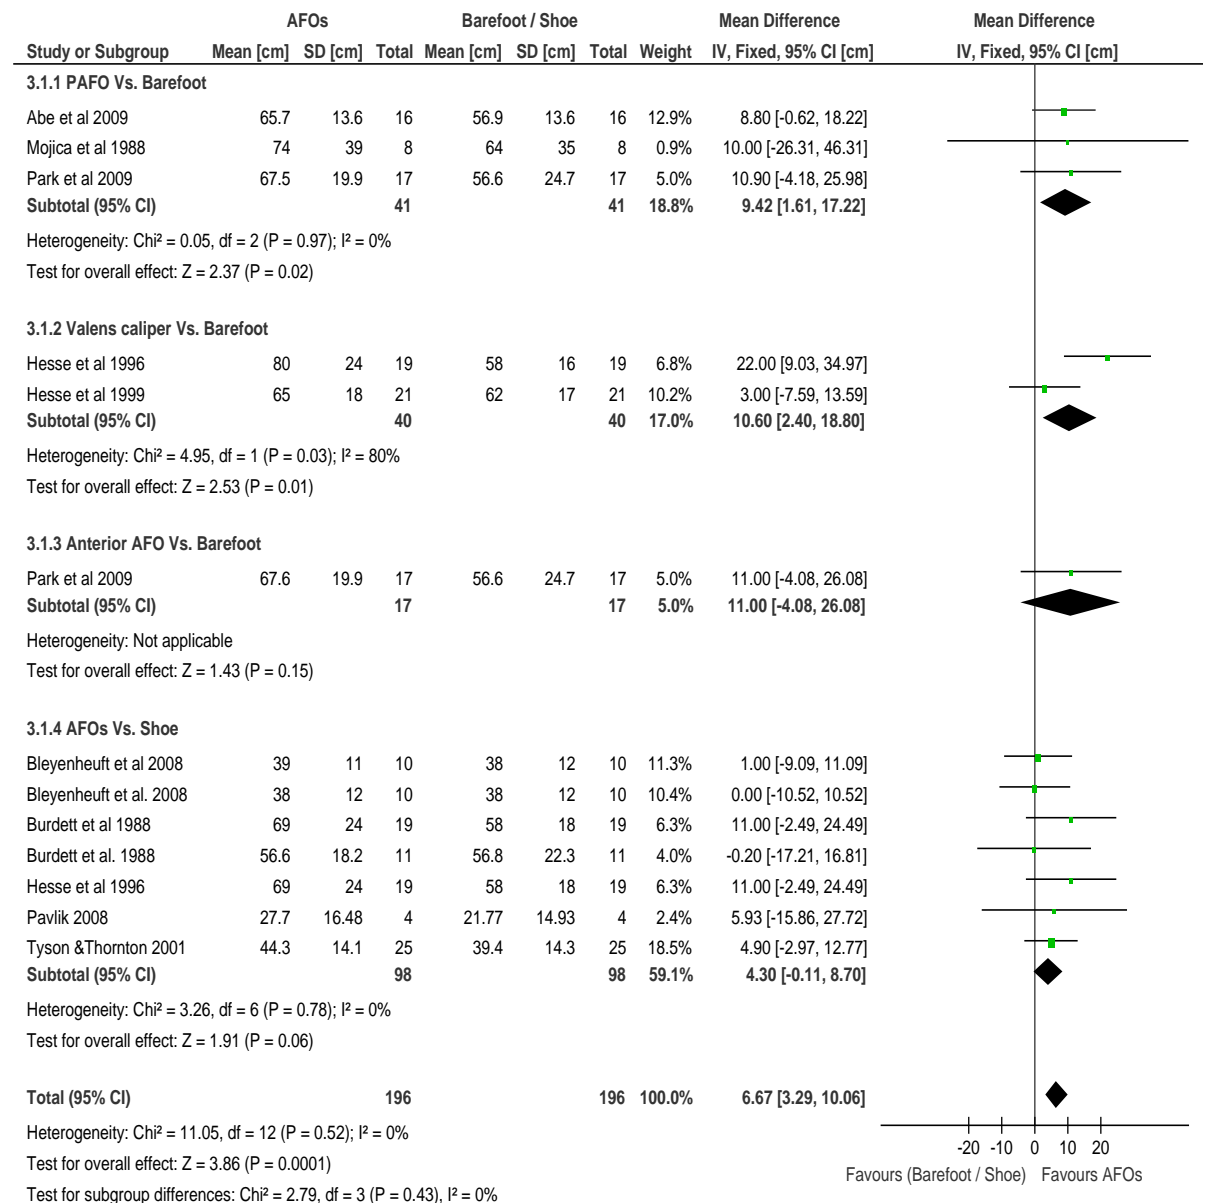 AFOs Barefoot / Shoe Mean Difference Mean Difference
Study or Subgroup Mean [cm] SD [cm] Total Mean [cm] SD [cm] Total Weight IV, Fixed, 95% CI [cm] IV, Fixed, 95% CI [cm]
3.1.1 PAFO Vs. Barefoot
Abe et al 2009 65.7 13.6 16 56.9 13.6 16 12.9% 8.80 [-0.62, 18.22]
Mojica et al 1988 74 39 8 64 35 8 0.9% 10.00 [-26.31, 46.31]
Park et al 2009 67.5 19.9 17 56.6 24.7 17 5.0% 10.90 [-4.18, 25.98]
Subtotal (95% CI) 41 41 18.8% 9.42 [1.61, 17.22]
Heterogeneity: Chi² = 0.05, df = 2 (P = 0.97); I² = 0%
Test for overall effect: Z = 2.37 (P = 0.02)
3.1.2 Valens caliper Vs. Barefoot
Hesse et al 1996 80 24 19 58 16 19 6.8% 22.00 [9.03, 34.97]
Hesse et al 1999 65 18 21 62 17 21 10.2% 3.00 [-7.59, 13.59]
Subtotal (95% CI) 40 40 17.0% 10.60 [2.40, 18.80]
Heterogeneity: Chi² = 4.95, df = 1 (P = 0.03); I² = 80%
Test for overall effect: Z = 2.53 (P = 0.01)
3.1.3 Anterior AFO Vs. Barefoot
Park et al 2009 67.6 19.9 17 56.6 24.7 17 5.0% 11.00 [-4.08, 26.08]
Subtotal (95% CI) 17 17 5.0% 11.00 [-4.08, 26.08]
Heterogeneity: Not applicable
Test for overall effect: Z = 1.43 (P = 0.15)
3.1.4 AFOs Vs. Shoe
Bleyenheuft et al 2008 39 11 10 38 12 10 11.3% 1.00 [-9.09, 11.09]
Bleyenheuft et al. 2008 38 12 10 38 12 10 10.4% 0.00 [-10.52, 10.52]
Burdett et al 1988 69 24 19 58 18 19 6.3% 11.00 [-2.49, 24.49]
Burdett et al. 1988 56.6 18.2 11 56.8 22.3 11 4.0% -0.20 [-17.21, 16.81]
Hesse et al 1996 69 24 19 58 18 19 6.3% 11.00 [-2.49, 24.49]
Pavlik 2008 27.7 16.48 4 21.77 14.93 4 2.4% 5.93 [-15.86, 27.72]
Tyson &Thornton 2001 44.3 14.1 25 39.4 14.3 25 18.5% 4.90 [-2.97, 12.77]
Subtotal (95% CI) 98 98 59.1% 4.30 [-0.11, 8.70]
Heterogeneity: Chi² = 3.26, df = 6 (P = 0.78); I² = 0%
Test for overall effect: Z = 1.91 (P = 0.06)
Total (95% CI) 196 196 100.0% 6.67 [3.29, 10.06]
Heterogeneity: Chi² = 11.05, df = 12 (P = 0.52); I² = 0%
Test for overall effect: Z = 3.86 (P = 0.0001)
Test for subgroup differences: Chi² = 2.79, df = 3 (P = 0.43), I² = 0%
-20 -10 0 10 20
Favours (Barefoot / Shoe) Favours AFOs